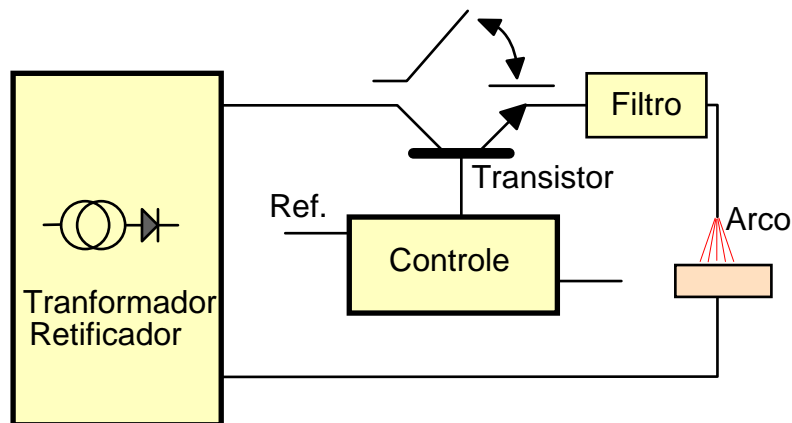 Filtro
Transistor
Ref.
Arco
Controle
Tranformador
Retificador